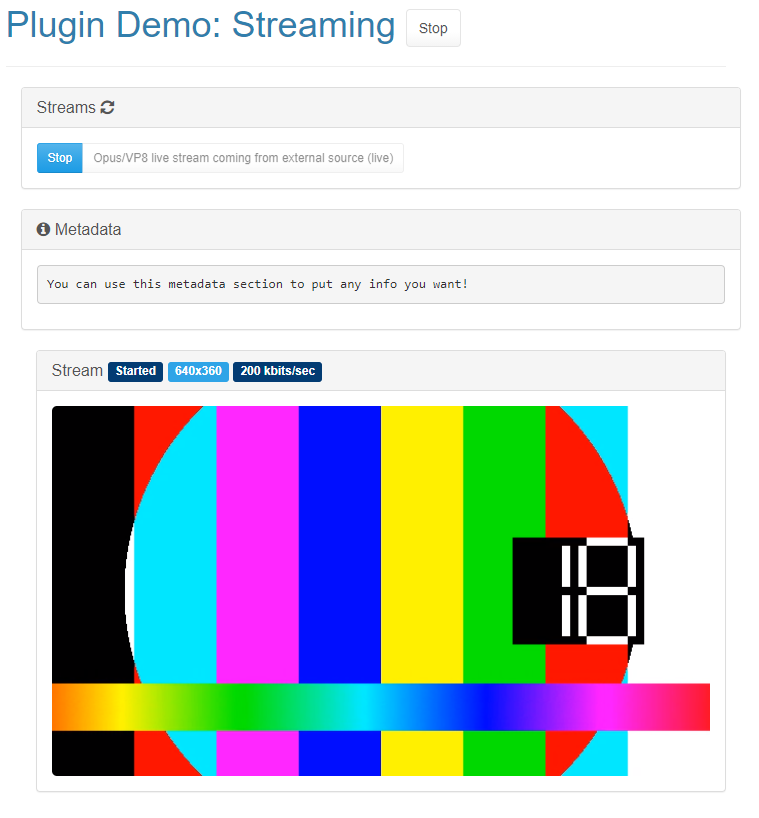 Plugin Demo: Streaming Stop
Streams
Stop Opus/VP8 live stream coming from external source (live)
Metadata
You can use this metadata section to put any info you want!
Stream Started 640x360 200 kbits/sec
18